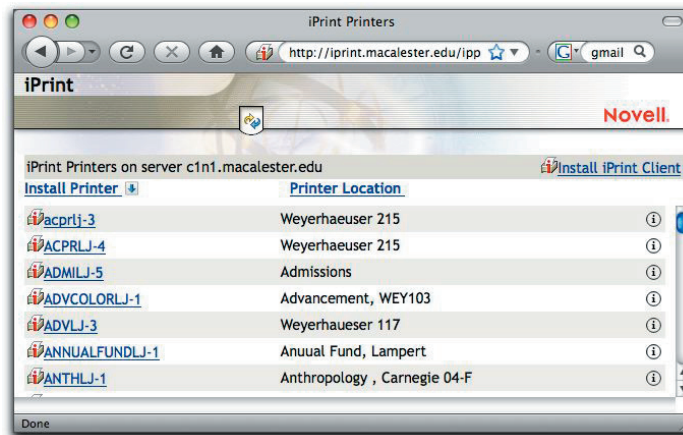 iPrint Printers
http://iprint.macalester.edu/ipp G gmail
iPrint
Novell.
iPrint Printers on server c1n1.macalester.edu Install iPrint Client
Install Printer Printer Location
acprlj-3 Weyerhaeuser 215
ACPRLJ-4 Weyerhaeuser 215
ADMILJ-5 Admissions
ADVCOLORLJ-1 Advancement, WEY103
ADVLJ-3 Weyerhaueser 117
ANNUALFUNDLJ-1 Anuual Fund, Lampert
ANTHLJ-1 Anthropology , Carnegie 04-F
Done